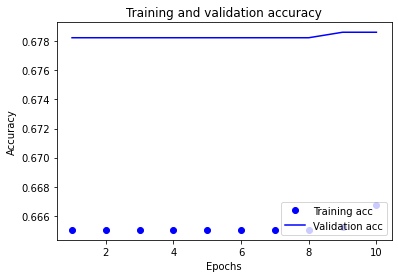 Training and validation accuracy
0.678
0.676
0.674
0.672
0.670
0.668
0.666
Accuracy
Training acc
Validation acc
2 4 6 8 10
Epochs